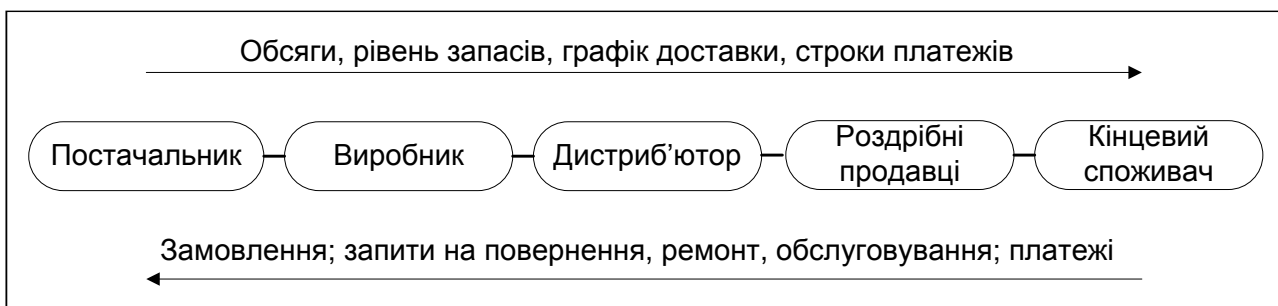 Обсяги, рівень запасів, графік доставки, строки платежів
Постачальник
Виробник
Дистриб’ютор
Роздрібні
продавці
Кінцевий
споживач
Замовлення; запити на повернення, ремонт, обслуговування; платежі